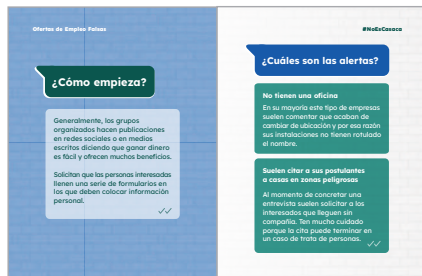 Ofertas de Empleo Falsas
¿Cómo empieza?
Generalmente, los grupos
organizados hacen publicaciones
en redes sociales o en medios
escritos diciendo que ganar dinero
es fácil y ofrecen muchos beneficios.
Solicitan que las personas interesadas
llenen una serie de formularios en
los que deben colocar información
personal.
#NoEsCasaca
¿Cuáles son las alertas?
No tienen una oficina
En su mayoría este tipo de empresas
suelen comentar que acaban de
cambiar de ubicación y por esa razón
sus instalaciones no tienen rotulado
el nombre.
Suelen citar a sus postulantes
a casas en zonas peligrosas
Al momento de concretar una
entrevista suelen solicitar a los
interesados que lleguen sin
compañía. Ten mucho cuidado
porque la cita puede terminar en
un caso de trata de personas.